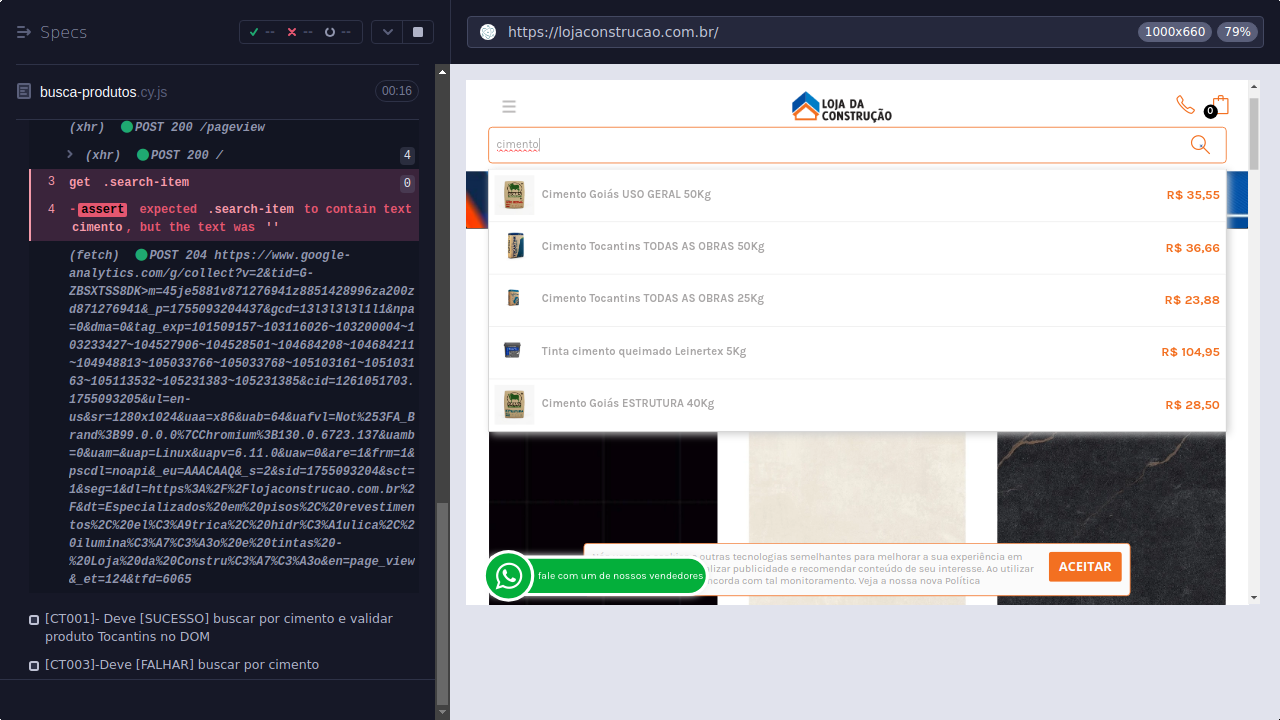 Specs
--
--
--
https://lojaconstrucao.com.br/
1000x660
79%
busca-produtos.cy.js
00:16
(xhr) POST 200 /pageview
(xhr) POST 200 /
4
3 get .search-item
0
4 -assert expected .search-item to contain text
cimento, but the text was ''
(fetch) POST 204 https://www.google-
analytics.com/g/collect?v=2&tid=G-
ZBSXTSS8DK>m=45je5881v871276941z8851428996za200z
d871276941&_p=1755093204437&gcd=13l3l3l3l1l1&npa
=0&dma=0&tag_exp=101509157~103116026~103200004~1
03233427~104527906~104528501~104684208~104684211
~104948813~105033766~105033768~105103161~1051031
63~105113532~105231383~105231385&cid=1261051703.
1755093205&ul=en-
us&sr=1280x1024&uaa=x86&uab=64&uafvl=Not%253FA_B
rand%3B99.0.0.0%7CChromium%3B130.0.6723.137&uamb
=0&uam=&uap=Linux&uapv=6.11.0&uaw=0&are=1&frm=1&
pscdl=noapi&_eu=AAACAAQ&_s=2&sid=1755093204&sct=
1&seg=1&dl=https%3A%2F%2Flojaconstrucao.com.br%2
F&dt=Especializados%20em%20pisos%2C%20revestimen
tos%2C%20el%C3%A9trica%2C%20hidr%C3%A1ulica%2C%2
0ilumina%C3%A7%C3%A3o%20e%20tintas%20-
%20Loja%20da%20Constru%C3%A7%C3%A3o&en=page_view
&_et=124&tfd=6065
[CT001]- Deve [SUCESSO] buscar por cimento e validar
produto Tocantins no DOM
[CT003]-Deve [FALHAR] buscar por cimento
LOJA DA
CONSTRUÇÃO
0
cimento
Cimento Goiás USO GERAL 50Kg
R$ 35,55
Cimento Tocantins TODAS AS OBRAS 50Kg
R$ 36,66
Cimento Tocantins TODAS AS OBRAS 25Kg
R$ 23,88
Tinta cimento queimado Leinertex 5Kg
R$ 104,95
Cimento Goiás ESTRUTURA 40Kg
R$ 28,50
outras tecnologias semelhantes para melhorar a sua experiência em
publicidade e recomendar conteúdo de seu interesse. Ao utilizar
com tal monitoramento. Veja a nossa nova Política
ACEITAR
fale com um de nossos vendedores